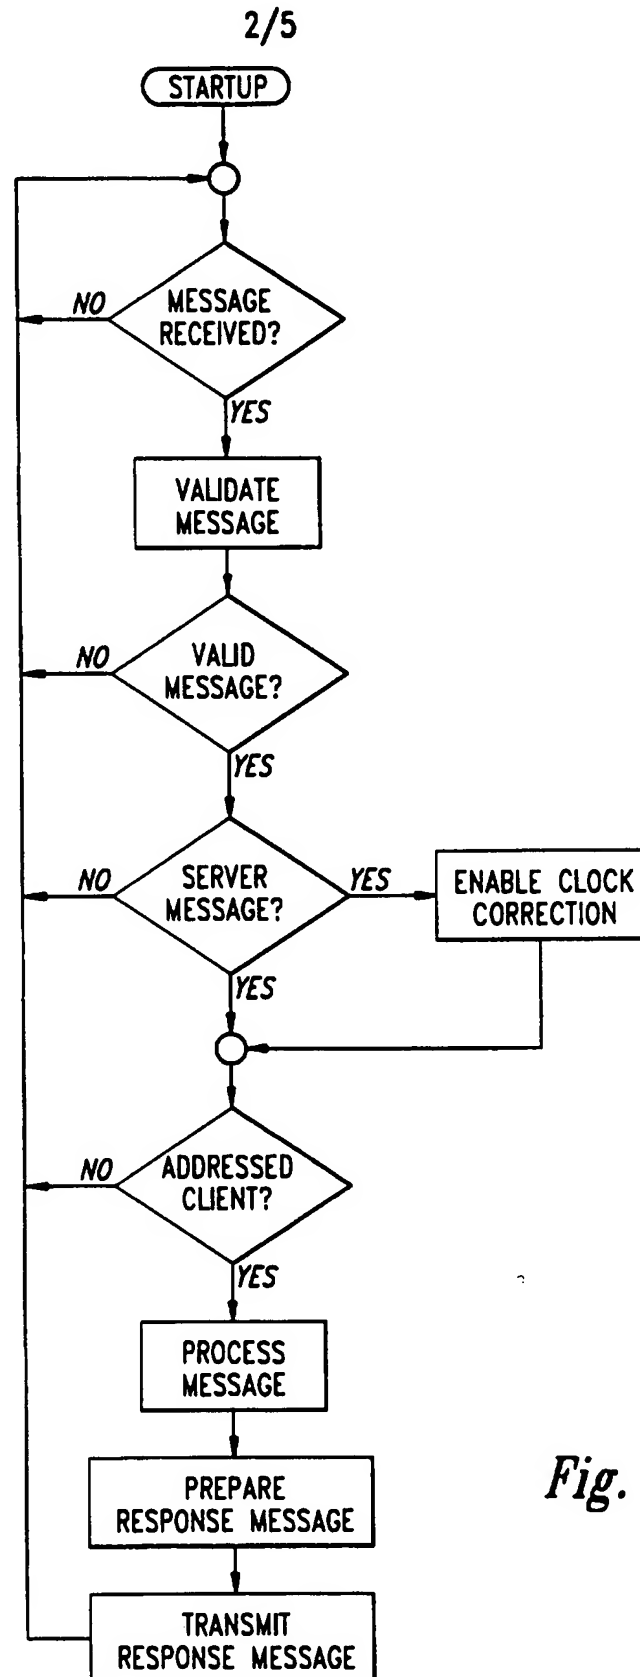 2/5
STARTUP
NO
MESSAGE
RECEIVED?
YES
VALIDATE
MESSAGE
NO
VALID
MESSAGE?
YES
NO
SERVER
MESSAGE?
YES
ENABLE CLOCK
CORRECTION
YES
NO
ADDRESSED
CLIENT?
YES
PROCESS
MESSAGE
PREPARE
RESPONSE MESSAGE
Fig.
TRANSMIT
RESPONSE MESSAGE